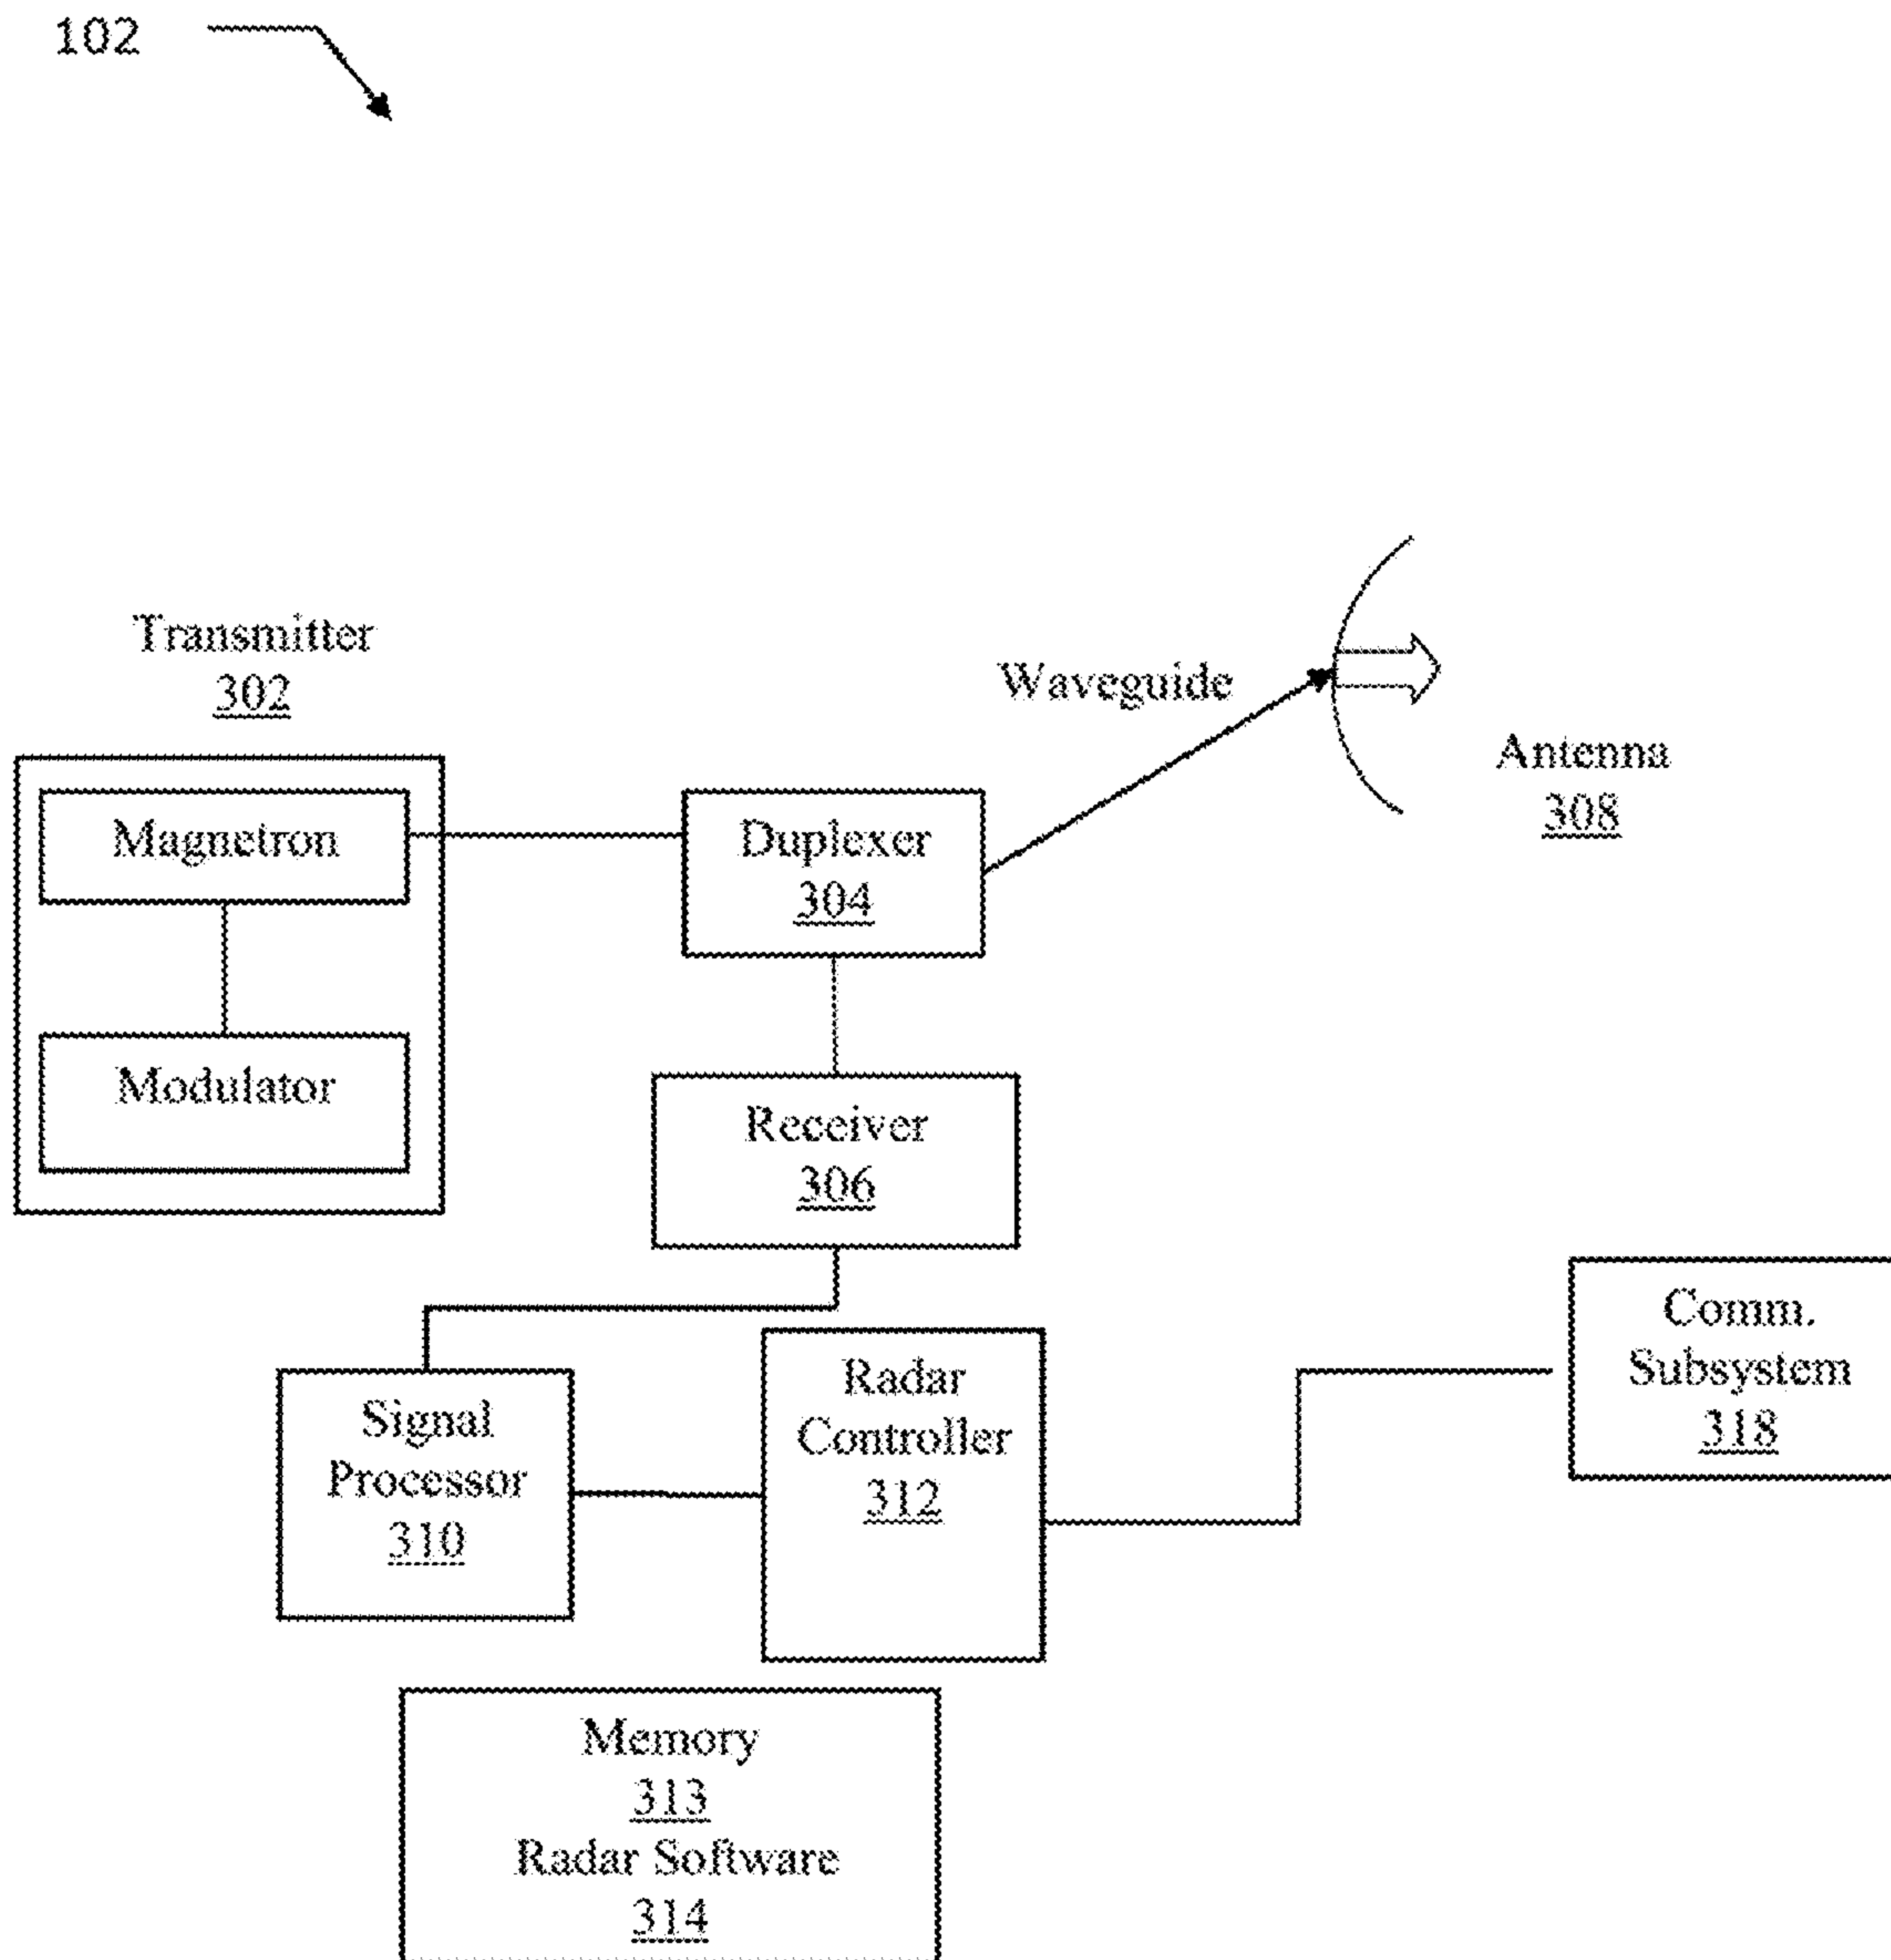 102
Transmitter
302
Waveguide
Antenna
308
Magnetron
Duplexer
304
Modulator
Receiver
306
Comm.
Subsystem
318
Radar
Controller
312
Signal
Processor
310
Memory
313
Radar Software
314